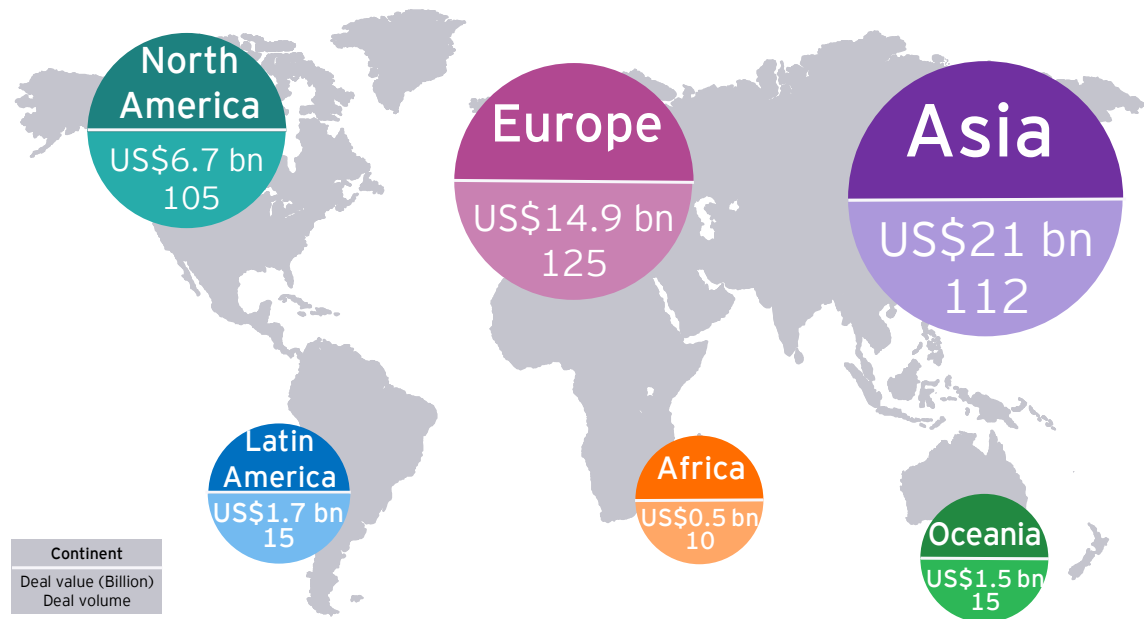 North
America
US$6.7 bn
105
Europe
US$14.9 bn
125
Asia
US$21 bn
112
Latin
America
US$1.7 bn
15
Africa
US$0.5 bn
10
Oceania
US$1.5 bn
15
Continent
Deal value (Billion)
Deal volume